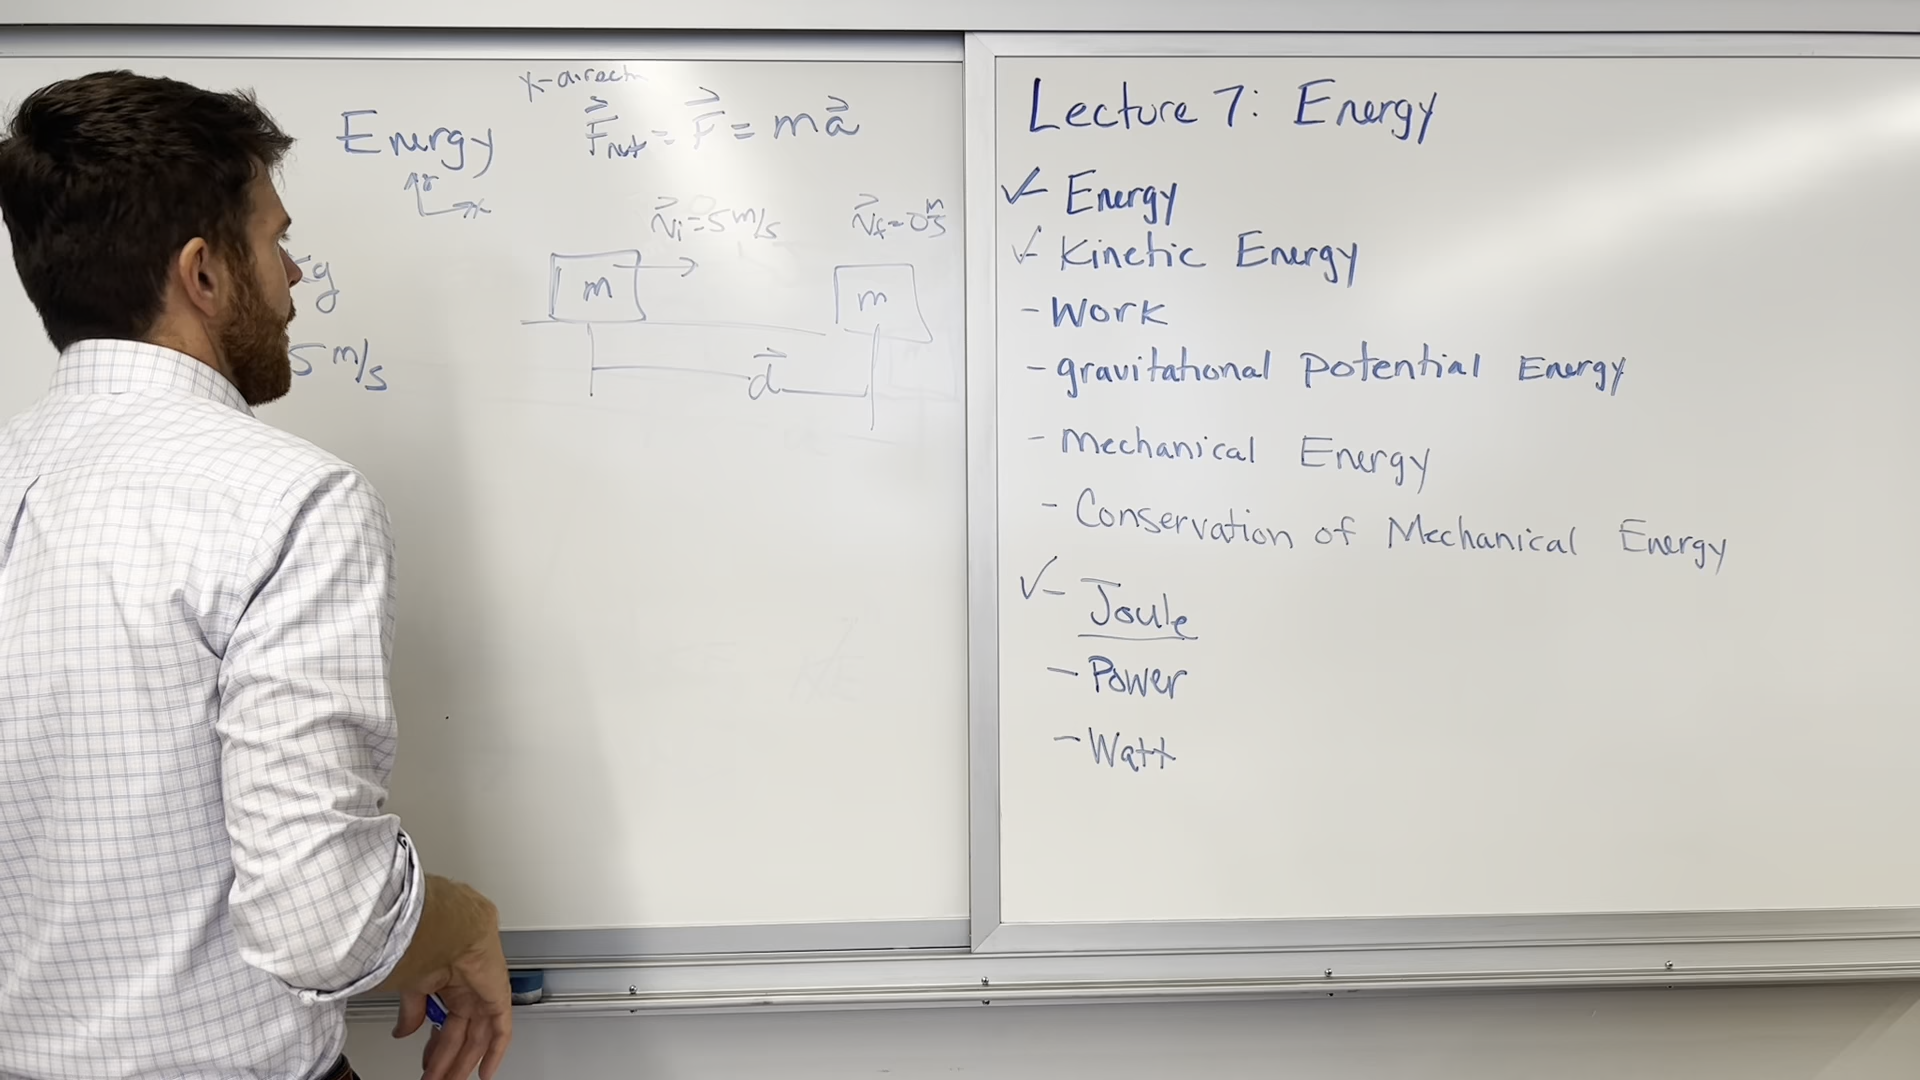 x-direct
Energy
F⃗net = F⃗ = ma⃗
y
x
v⃗i = 5 m/s
v⃗f = 0 m/s
g
m
m
5 m/s
d⃗
Lecture 7: Energy
✓- Energy
✓- Kinetic Energy
- Work
- gravitational Potential Energy
- Mechanical Energy
- Conservation of Mechanical Energy
✓- Joule
- Power
- Watt